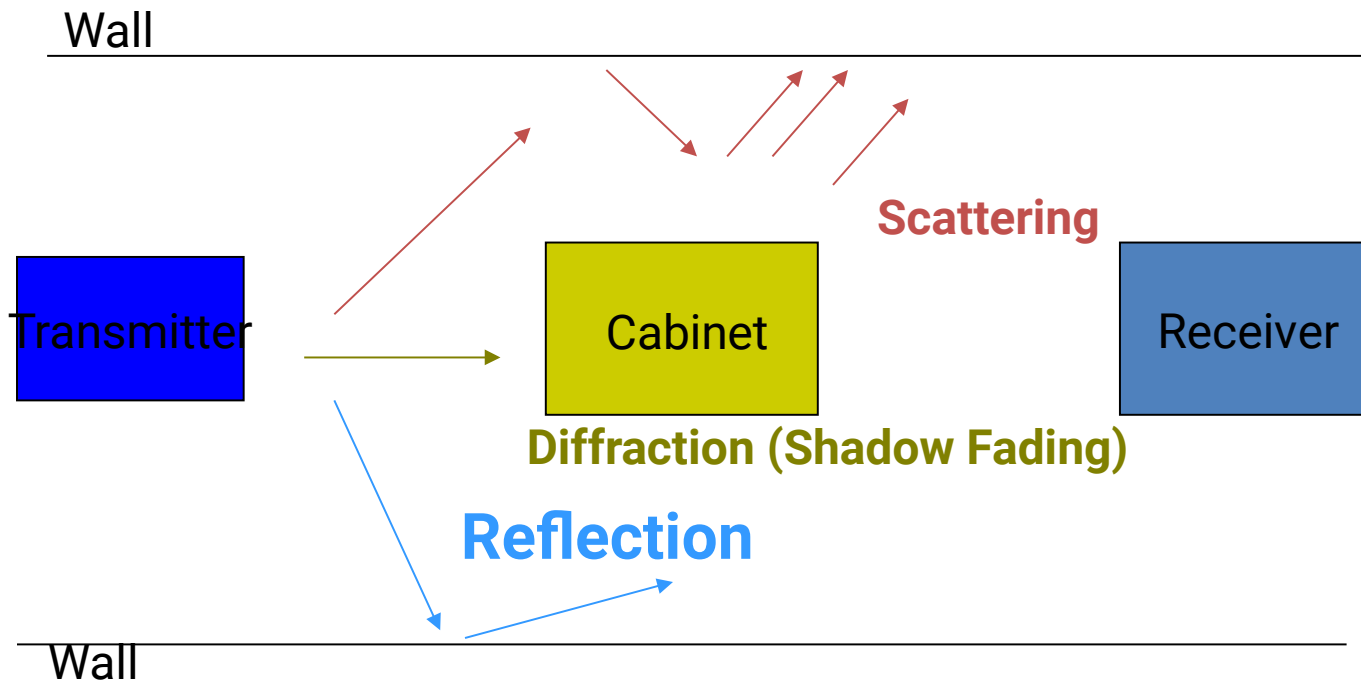 Wall
Scattering
Transmitter
Cabinet
Receiver
Diffraction (Shadow Fading)
Reflection
Wall